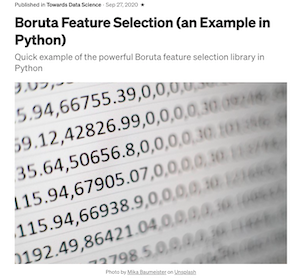 Published in Towards Data Science · Sep 27, 2020 ★
Boruta Feature Selection (an Example in
Python)
Quick example of the powerful Boruta feature selection library in
Python
5.94,66755.39,0,0,0,0,
59.12,42826.99,0,0,0,0,
35.64,50656.8,0,0,0,0,
115.94,67905.07,0,0,0,0,
115.94,66938.9,0,0,0,0,
0192.49,86421.04,0,0,0,
Photo by Mika Baumeister on Unsplash